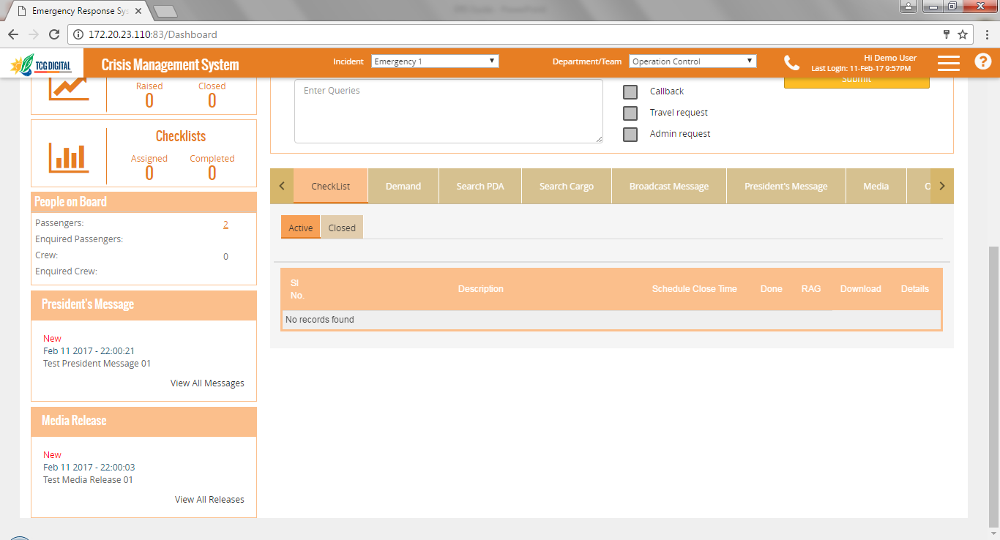 Emergency Response Sys
172.20.23.110:83/Dashboard
TCG DIGITAL
Crisis Management System
Incident
Emergency 1
Department/Team
Operation Control
Hi Demo User
Last Login: 11-Feb-17 9:57PM
?
Raised
Closed
0
0
Checklists
Assigned
Completed
0
0
People on Board
Passengers:
2
Enquired Passengers:
Crew:
0
Enquired Crew:
President's Message
New
Feb 11 2017 - 22:00:21
Test President Message 01
View All Messages
Media Release
New
Feb 11 2017 - 22:00:03
Test Media Release 01
View All Releases
Enter Queries
Callback
Travel request
Admin request
Submit
CheckList
Demand
Search PDA
Search Cargo
Broadcast Message
President's Message
Media
Active
Closed
Sl
No.
Description
Schedule Close Time
Done
RAG
Download
Details
No records found